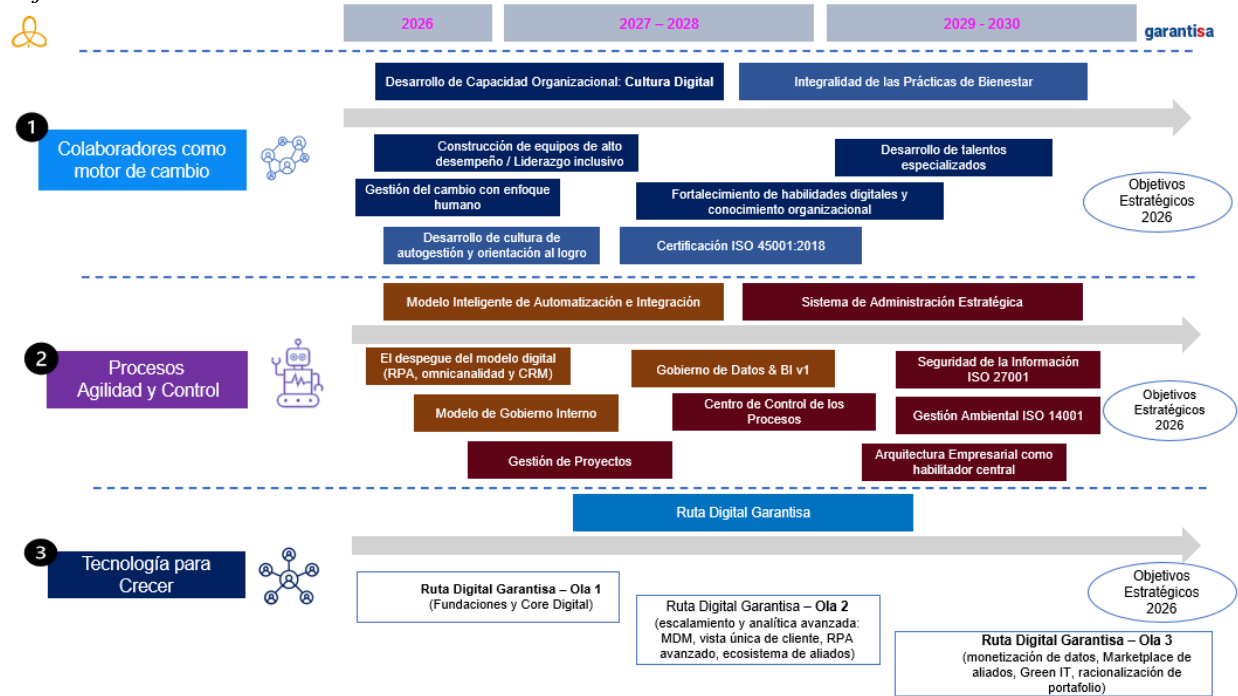 2026
2027 – 2028
2029 - 2030
garantisa
Desarrollo de Capacidad Organizacional: Cultura Digital
Integralidad de las Prácticas de Bienestar
1
Colaboradores como
motor de cambio
Construcción de equipos de alto
desempeño / Liderazgo inclusivo
Desarrollo de talentos
especializados
Gestión del cambio con enfoque
humano
Fortalecimiento de habilidades digitales y
conocimiento organizacional
Objetivos
Estratégicos
2026
Desarrollo de cultura de
autogestión y orientación al logro
Certificación ISO 45001:2018
Modelo Inteligente de Automatización e Integración
Sistema de Administración Estratégica
2
Procesos
Agilidad y Control
El despegue del modelo digital
(RPA, omnicanalidad y CRM)
Gobierno de Datos & BI v1
Seguridad de la Información
ISO 27001
Modelo de Gobierno Interno
Centro de Control de los
Procesos
Gestión Ambiental ISO 14001
Objetivos
Estratégicos
2026
Gestión de Proyectos
Arquitectura Empresarial como
habilitador central
Ruta Digital Garantisa
3
Tecnología para
Crecer
Ruta Digital Garantisa – Ola 1
(Fundaciones y Core Digital)
Ruta Digital Garantisa – Ola 2
(escalamiento y analítica avanzada:
MDM, vista única de cliente, RPA
avanzado, ecosistema de aliados)
Objetivos
Estratégicos
2026
Ruta Digital Garantisa – Ola 3
(monetización de datos, Marketplace de
aliados, Green IT, racionalización de
portafolio)